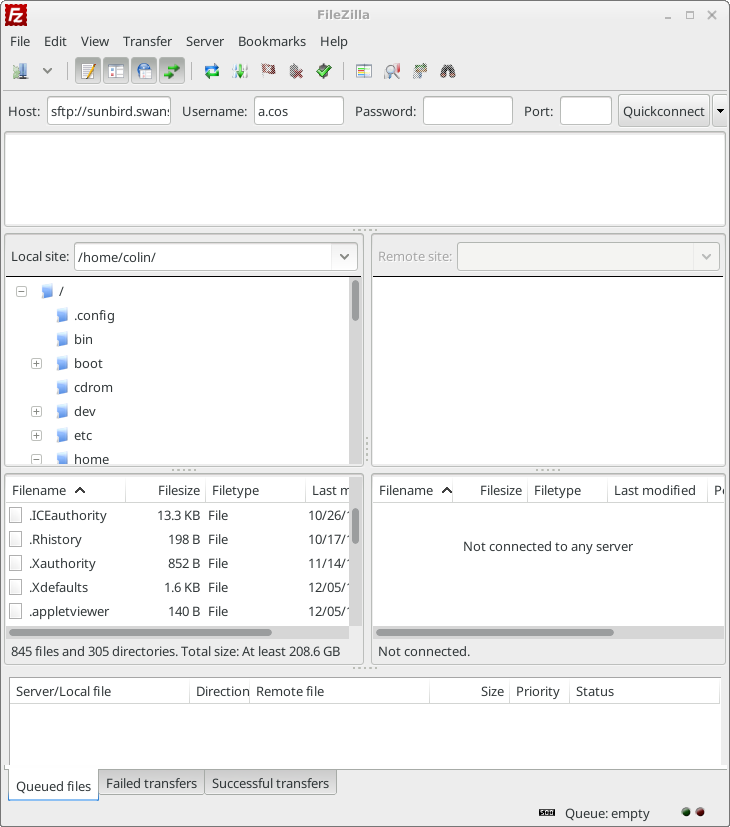 FileZilla
File Edit View Transfer Server Bookmarks Help
Host: sftp://sunbird.swans Username: a.cos Password: Port: Quickconnect
Local site: /home/colin/ Remote site:
/
.config
bin
boot
cdrom
dev
etc
home
Filename Filesize Filetype Last m
.ICEauthority 13.3 KB File 10/26/1
.Rhistory 198 B File 10/17/1
.Xauthority 852 B File 11/14/1
.Xdefaults 1.6 KB File 12/05/1
.appletviewer 140 B File 12/05/1
845 files and 305 directories. Total size: At least 208.6 GB
Filename Filesize Filetype Last modified Pe
Not connected to any server
Not connected.
Server/Local file Direction Remote file Size Priority Status
Queued files Failed transfers Successful transfers
Queue: empty